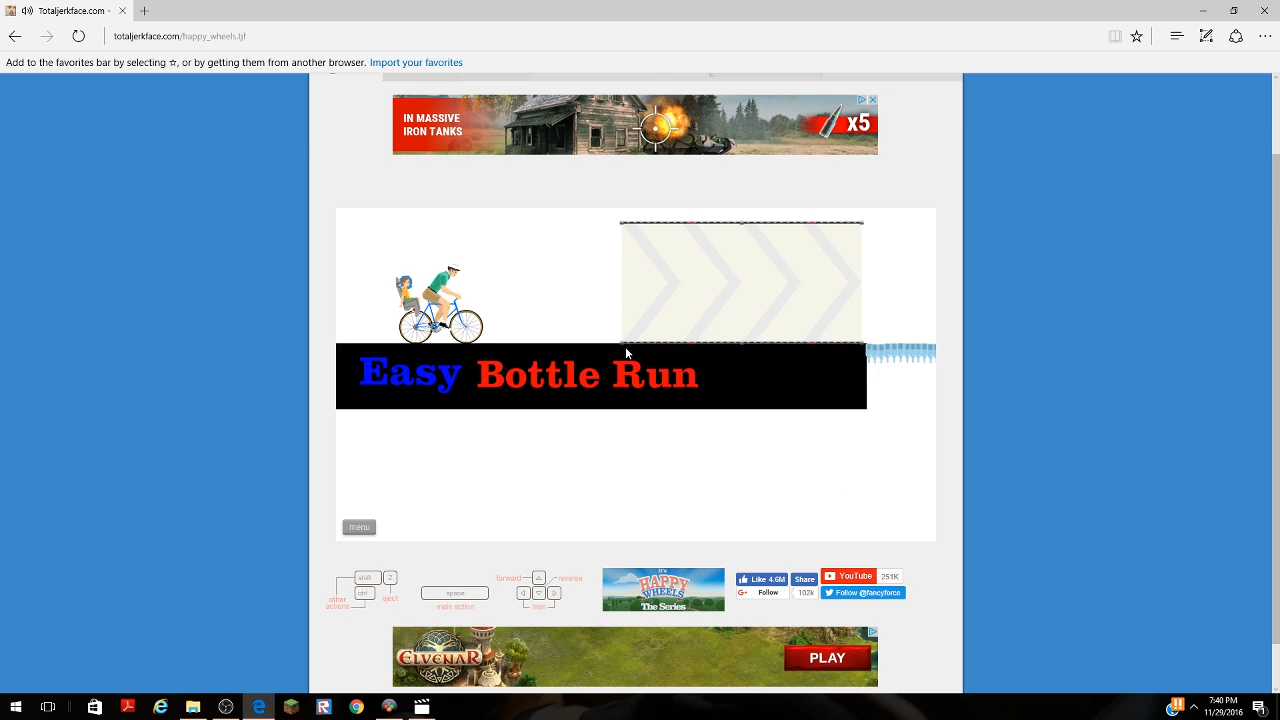 Totaljerkface.com -
totaljerkface.com/happy_wheels.tjf
Add to the favorites bar by selecting ☆, or by getting them from another browser. Import your favorites
IN MASSIVE
IRON TANKS
x5
Easy Bottle Run
menu
shift Z
ctrl eject
other
actions
space
main action
forward reverse
lean
It's
HAPPY
WHEELS
The Series
Like 4.6M Share
YouTube 251K
G+ Follow 102k
Follow @fancyforce
ELVENAR
PLAY
7:40 PM
11/29/2016